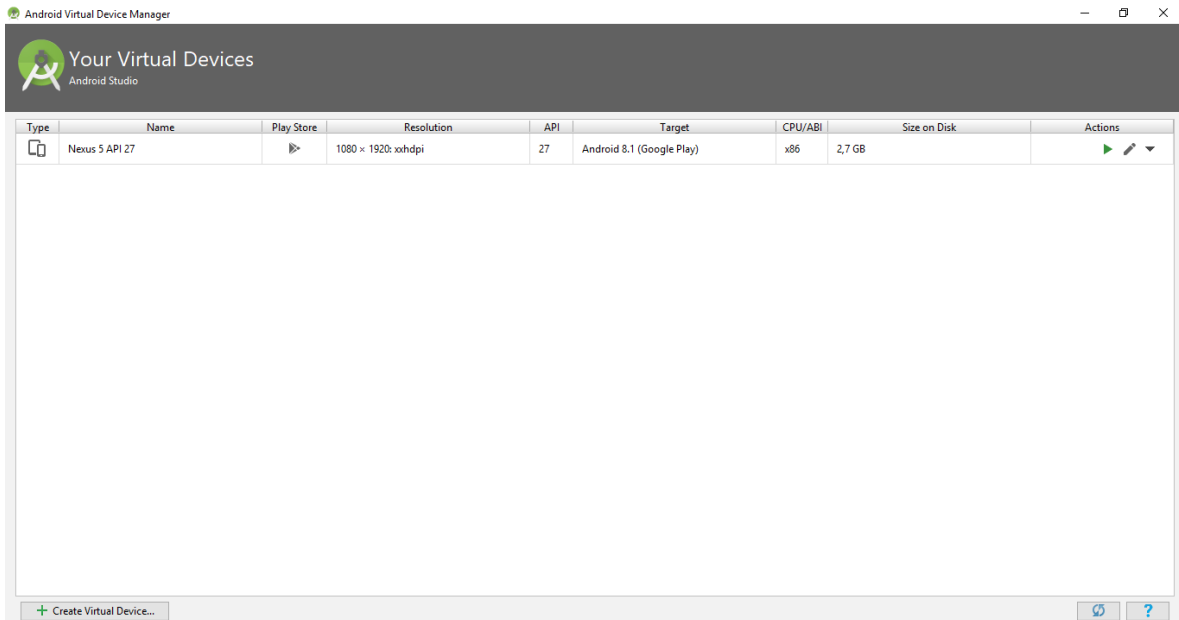 Android Virtual Device Manager
Your Virtual Devices
Android Studio
Type Name Play Store Resolution API Target CPU/ABI Size on Disk Actions
Nexus 5 API 27 1080 × 1920: xxhdpi 27 Android 8.1 (Google Play) x86 2,7 GB
+ Create Virtual Device... ?